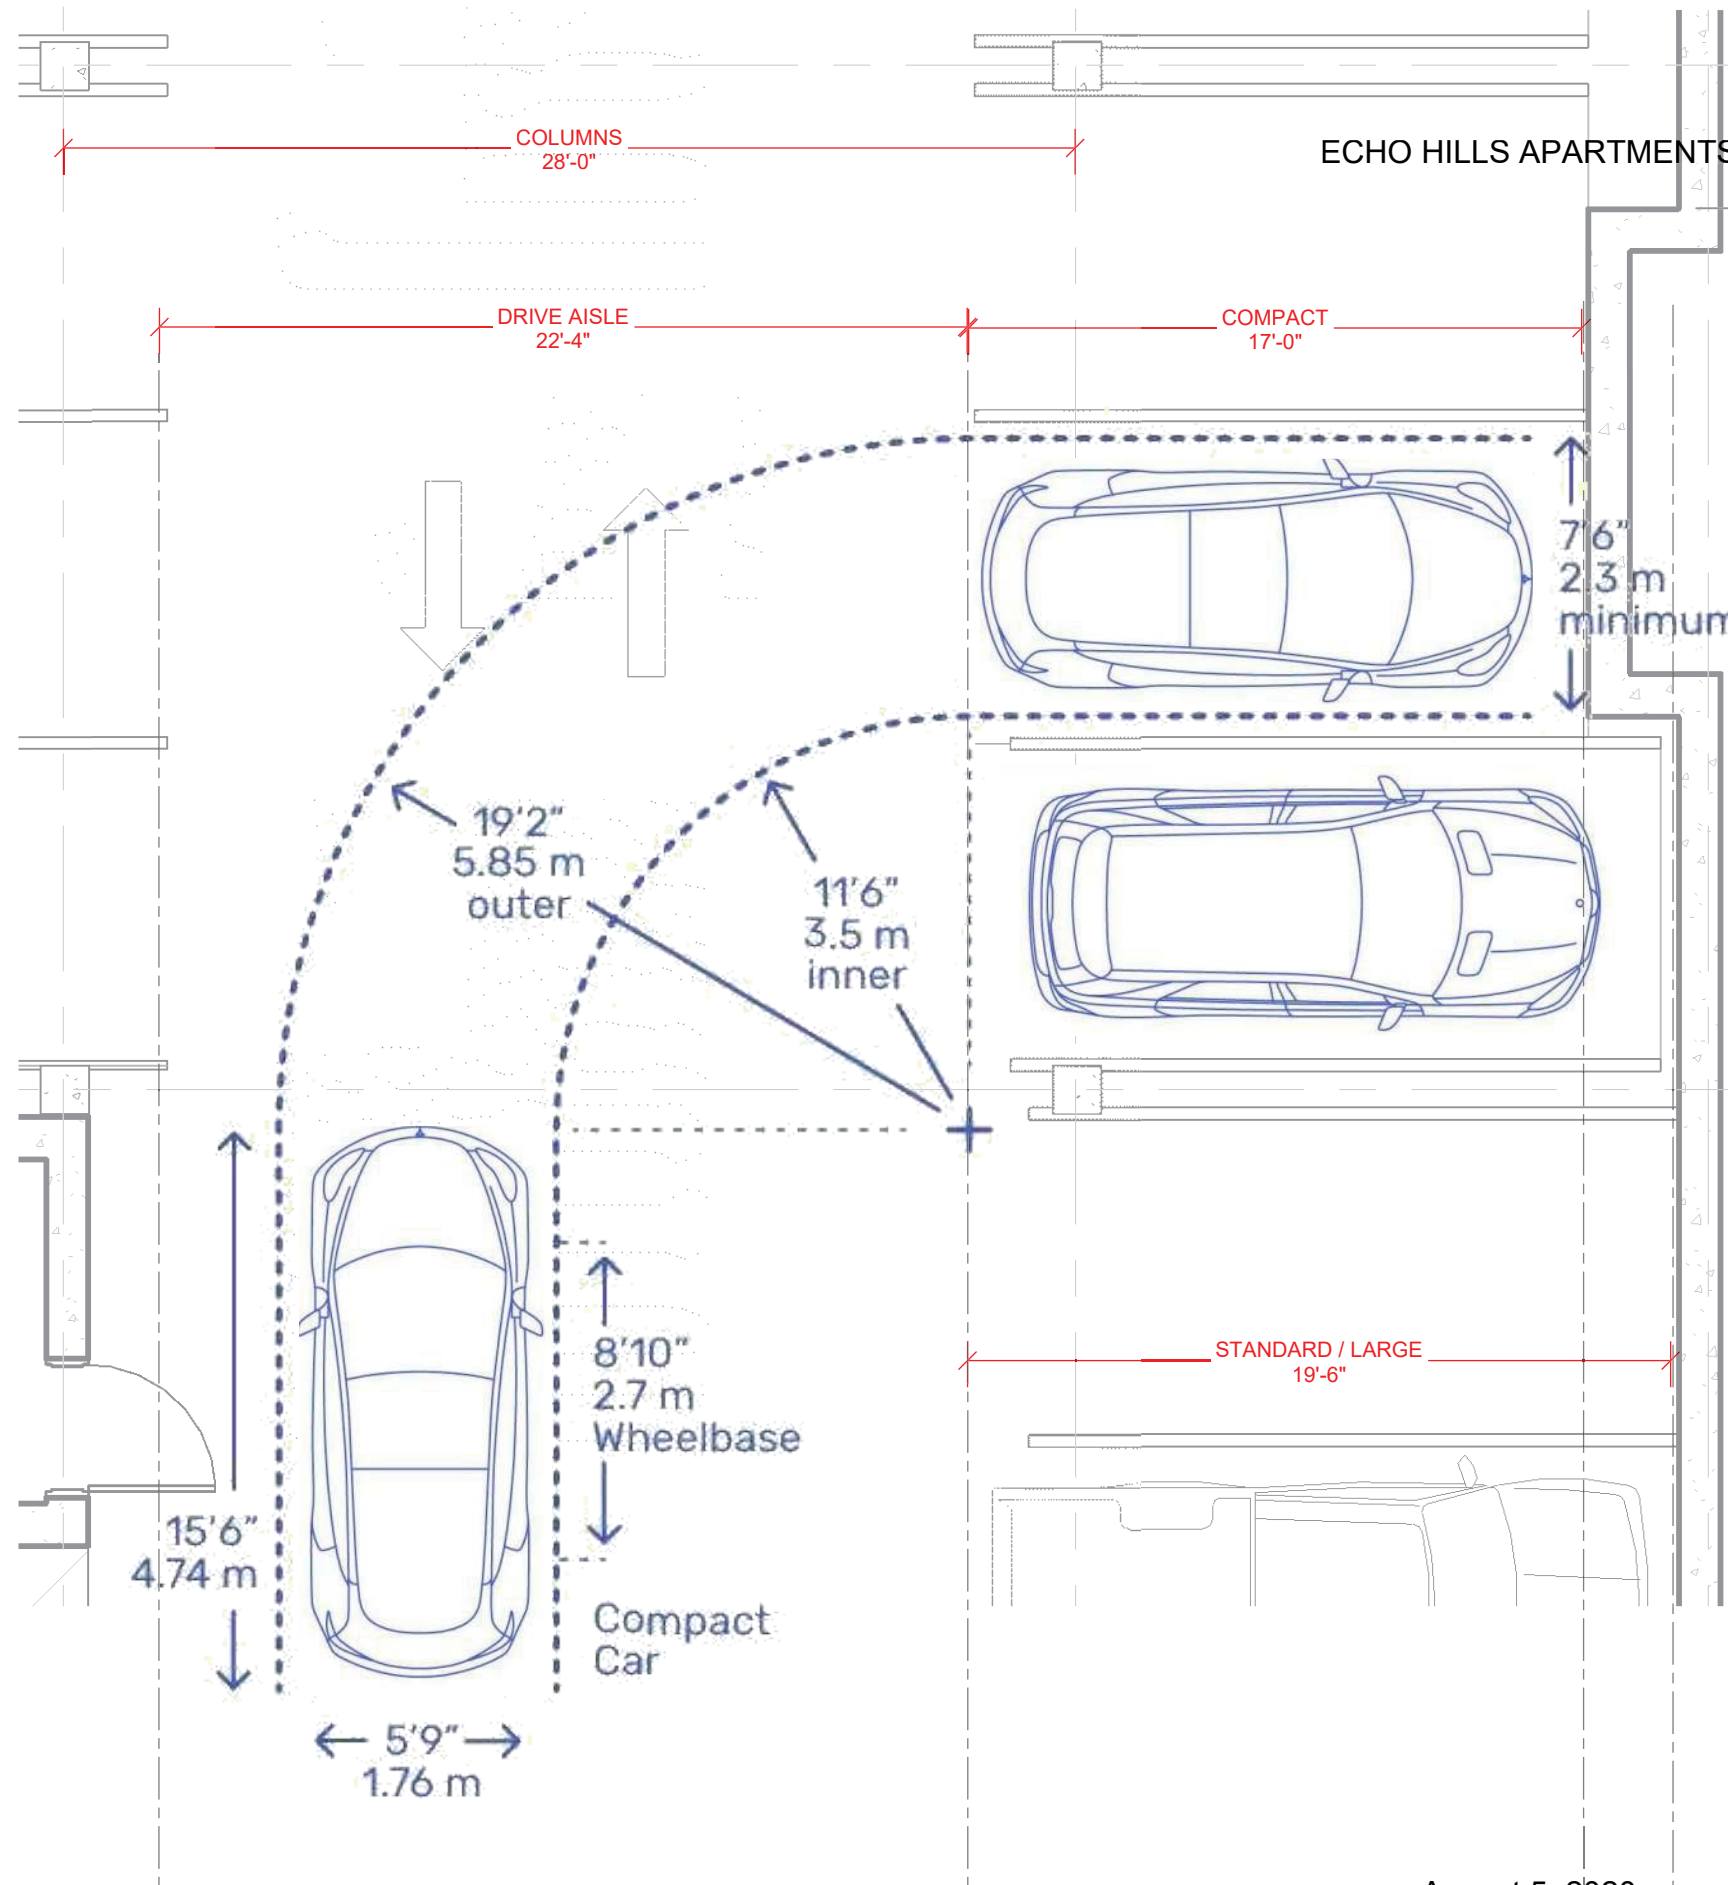 COLUMNS
28'-0"
ECHO HILLS APARTMENTS
DRIVE AISLE
22'-4"
COMPACT
17'-0"
7'6"
2.3 m
minimum
19'2"
5.85 m
outer
11'6"
3.5 m
inner
8'10"
2.7 m
Wheelbase
STANDARD / LARGE
19'-6"
15'6"
4.74 m
Compact
Car
5'9"
1.76 m